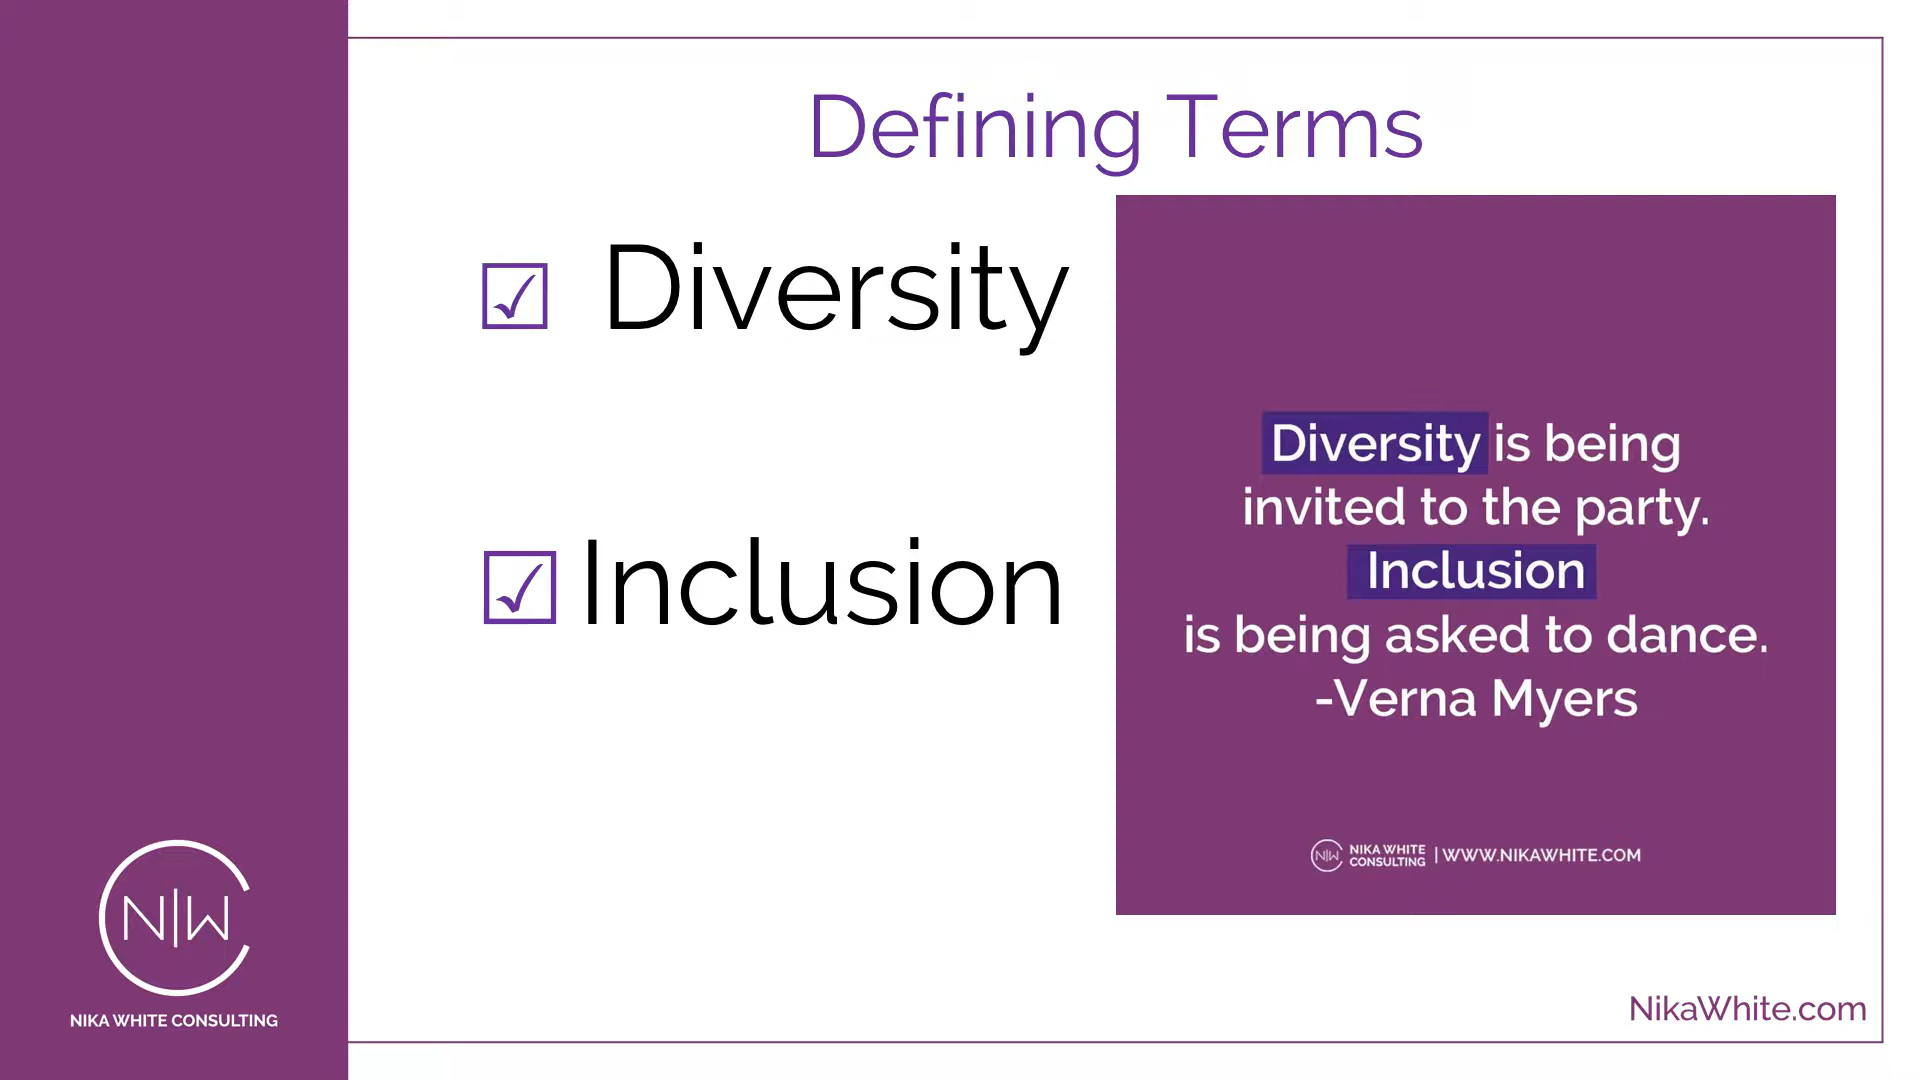 Defining Terms
Diversity
Inclusion
Diversity is being
invited to the party.
Inclusion
is being asked to dance.
-Verna Myers
N|W NIKA WHITE
CONSULTING | WWW.NIKAWHITE.COM
N|W
NIKA WHITE CONSULTING
NikaWhite.com